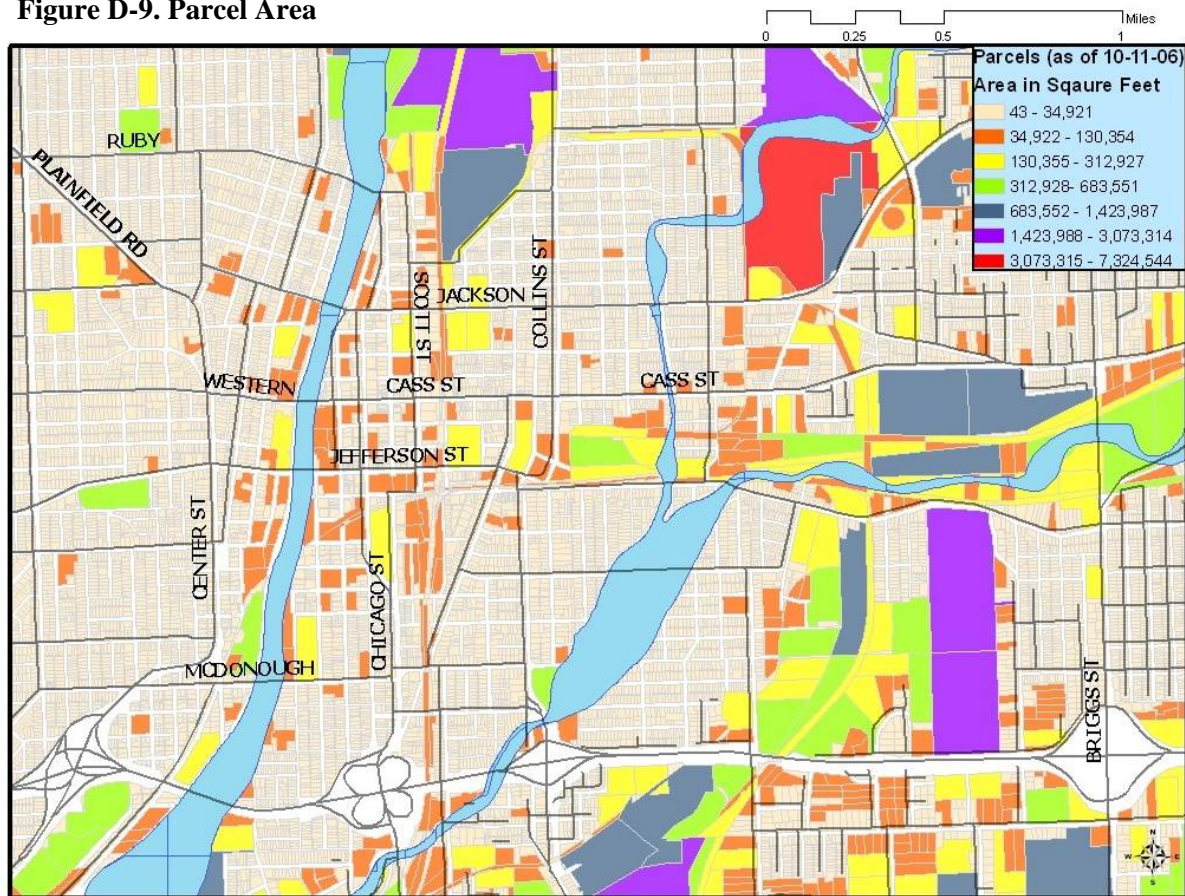 Figure D-9. Parcel Area
Miles
0 0.25 0.5 1
Parcels (as of 10-11-06)
Area in Sqaure Feet
43 - 34,921
34,922 - 130,354
130,355 - 312,927
312,928- 683,551
683,552 - 1,423,987
1,423,988 - 3,073,314
3,073,315 - 7,324,544
RUBY
PLAINFIELD RD
SCOTT ST
JACKSON
COLLINS ST
WESTERN
CASS ST
CASS ST
JEFFERSON ST
CENTER ST
CHICAGO ST
MCDONOUGH
BRIGGS ST
N
W E
S